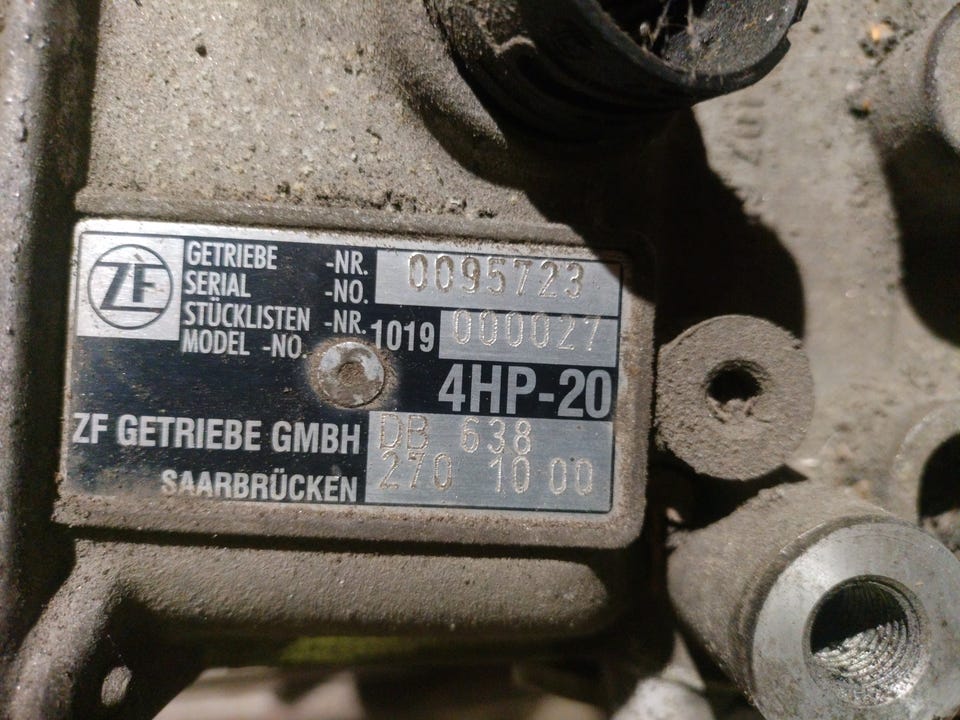 ZF
GETRIEBE -NR. 0095723
SERIAL -NO.
STÜCKLISTEN -NR. 1019 000027
MODEL -NO.
4HP-20
ZF GETRIEBE GMBH DB 638
SAARBRÜCKEN 270 10 00